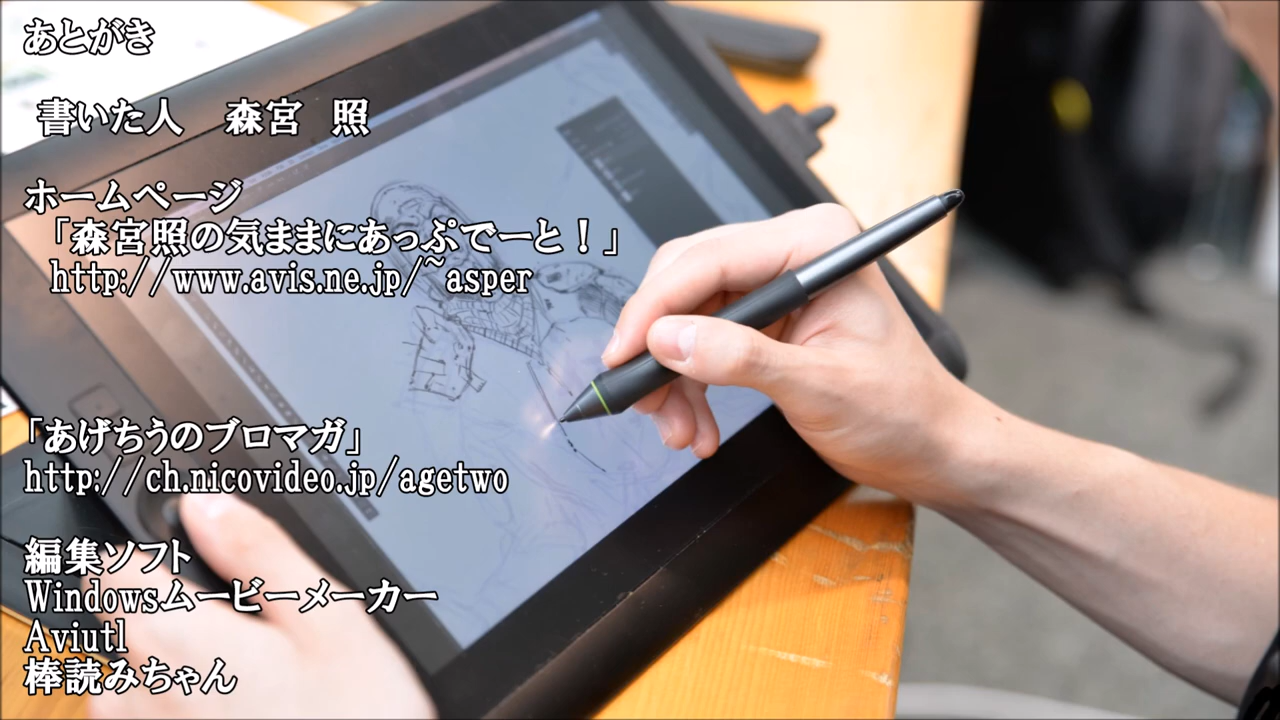 あとがき
書いた人　森宮　照
ホームページ
「森宮照の気ままにあっぷでーと！」
http://www.avis.ne.jp/~asper
「あげちうのブロマガ」
http://ch.nicovideo.jp/agetwo
編集ソフト
Windowsムービーメーカー
Aviutl
棒読みちゃん